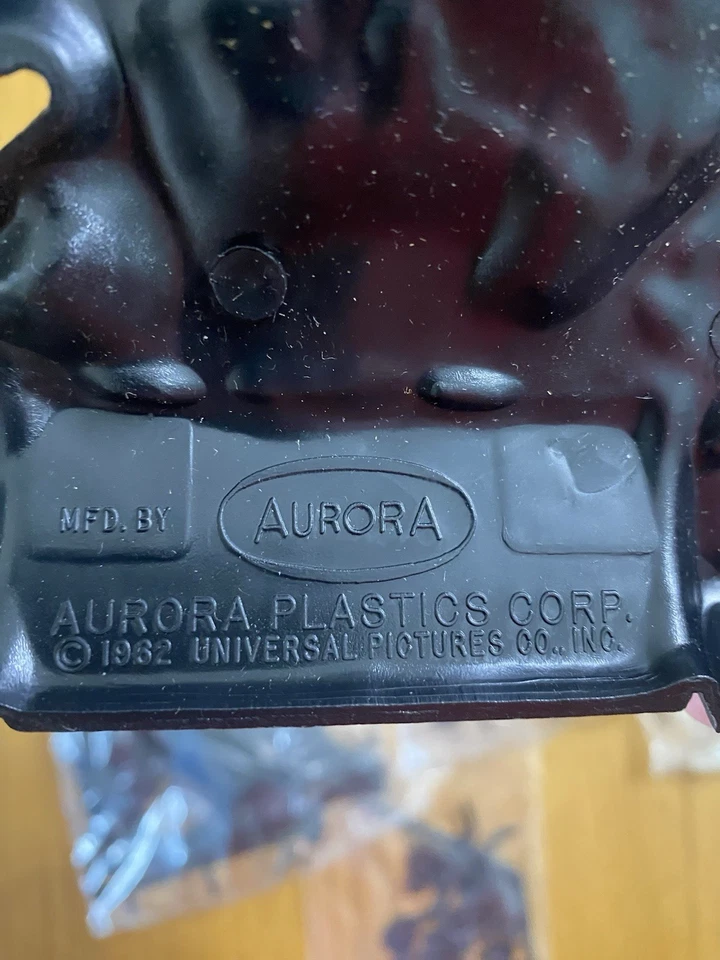 MFD. BY
AURORA
AURORA PLASTICS CORP.
© 1962 UNIVERSAL PICTURES CO., INC.